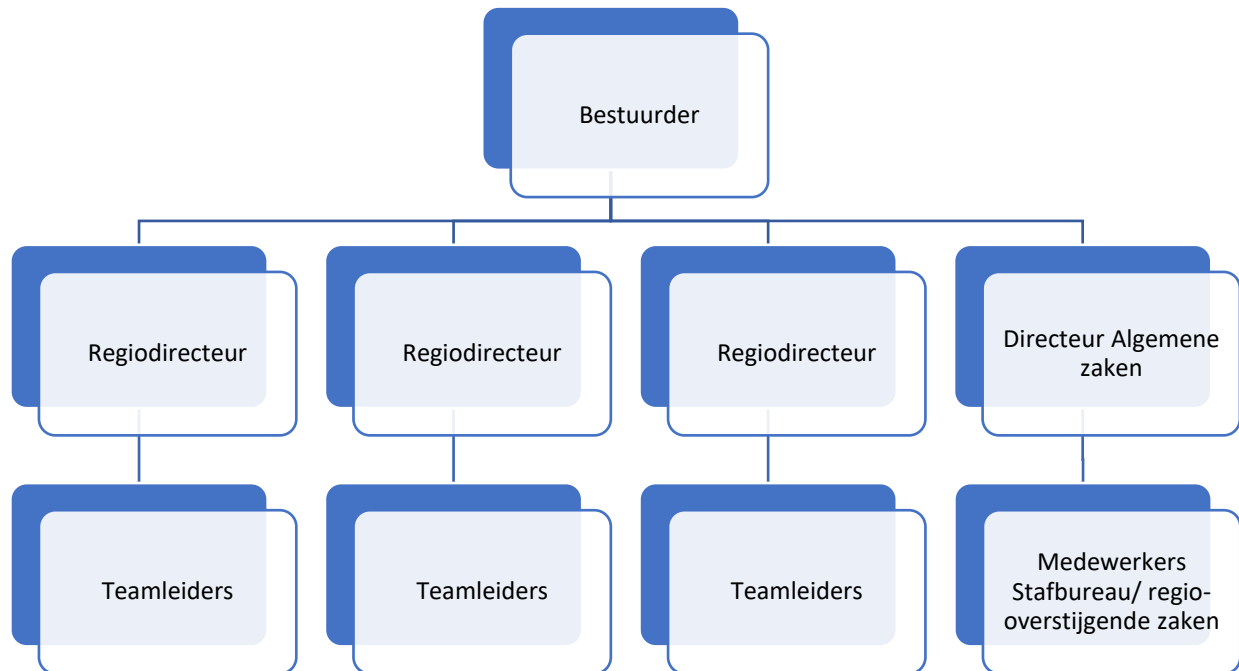 Bestuurder
Regiodirecteur
Regiodirecteur
Regiodirecteur
Directeur Algemene
zaken
Teamleiders
Teamleiders
Teamleiders
Medewerkers
Stafbureau/ regio-
overstijgende zaken